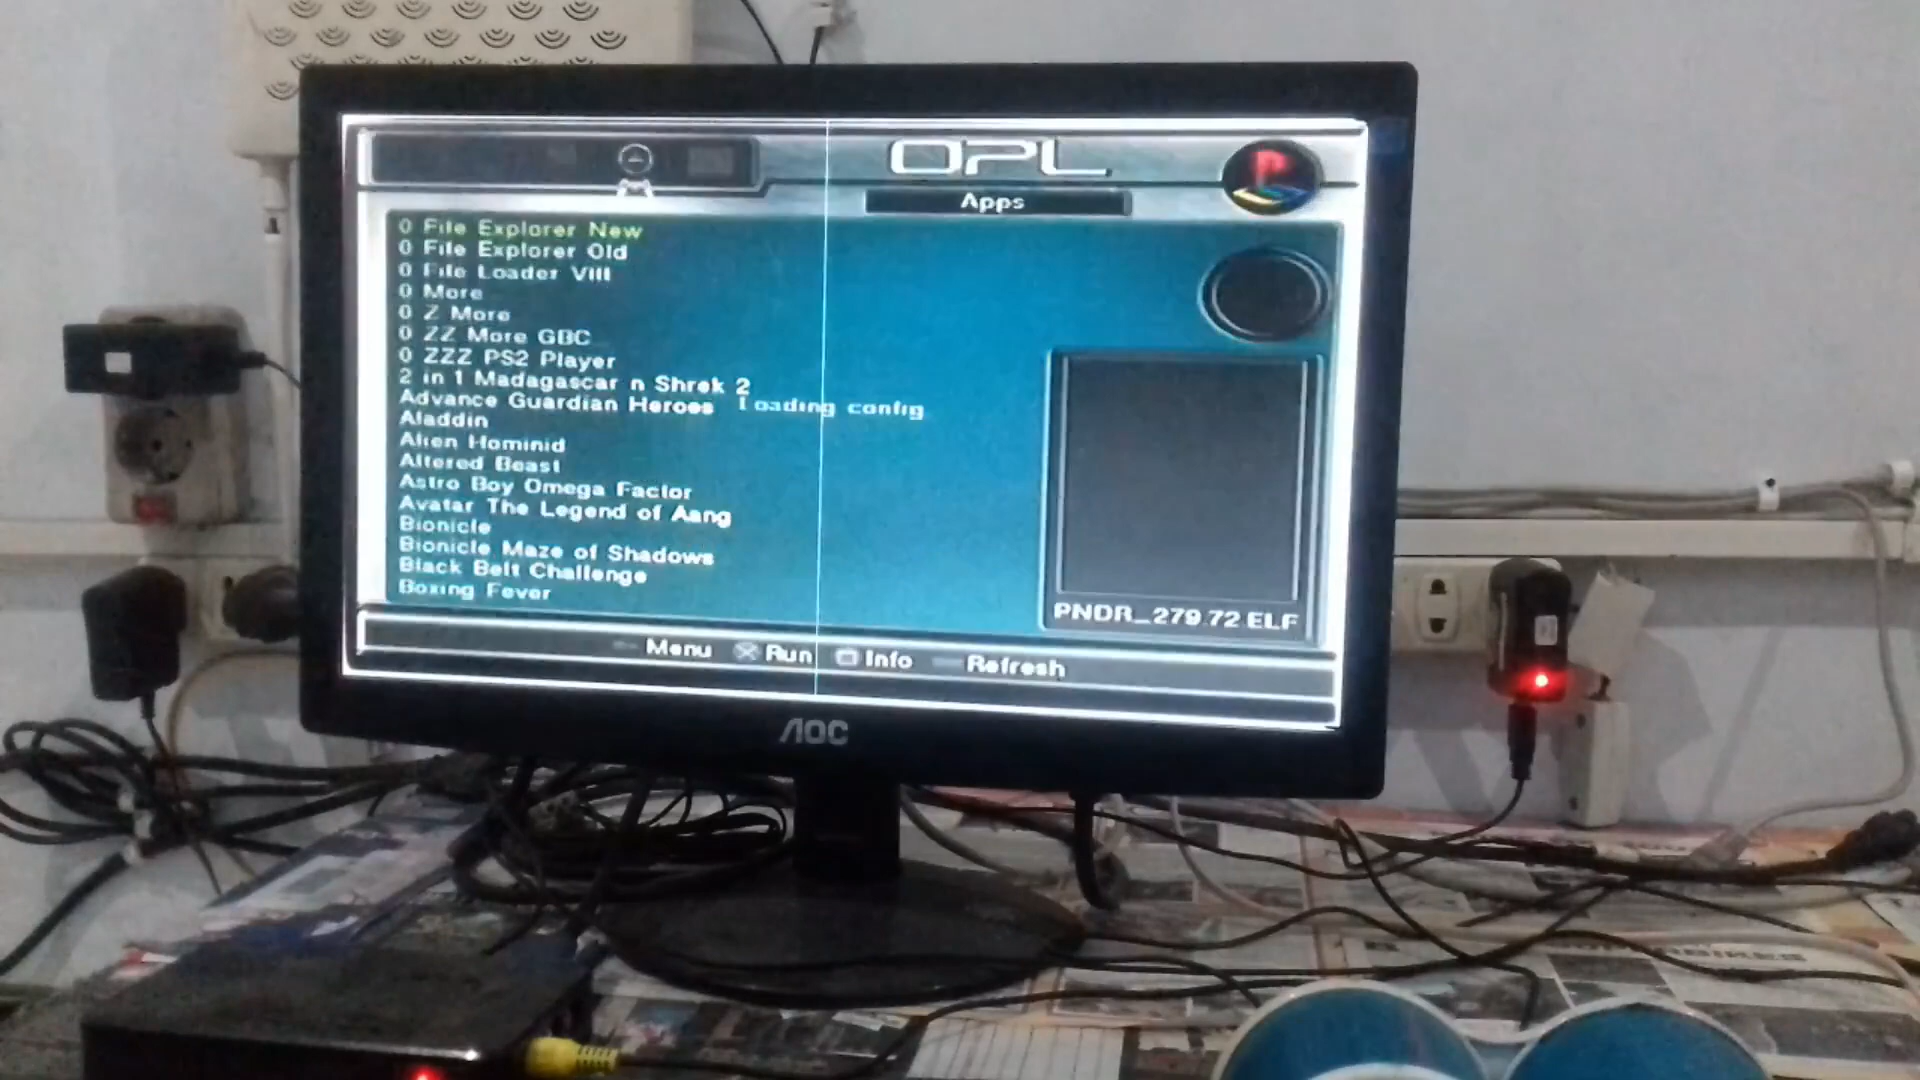 OPL
Apps
0 File Explorer New
0 File Explorer Old
0 File Loader VIII
0 More
0 Z More
0 ZZ More GBC
0 ZZZ PS2 Player
2 in 1 Madagascar n Shrek 2
Advance Guardian Heroes
Loading config
Aladdin
Alien Hominid
Altered Beast
Astro Boy Omega Factor
Avatar The Legend of Aang
Bionicle
Bionicle Maze of Shadows
Black Belt Challenge
Boxing Fever
PNDR_279.72.ELF
Menu Run Info Refresh
AOC